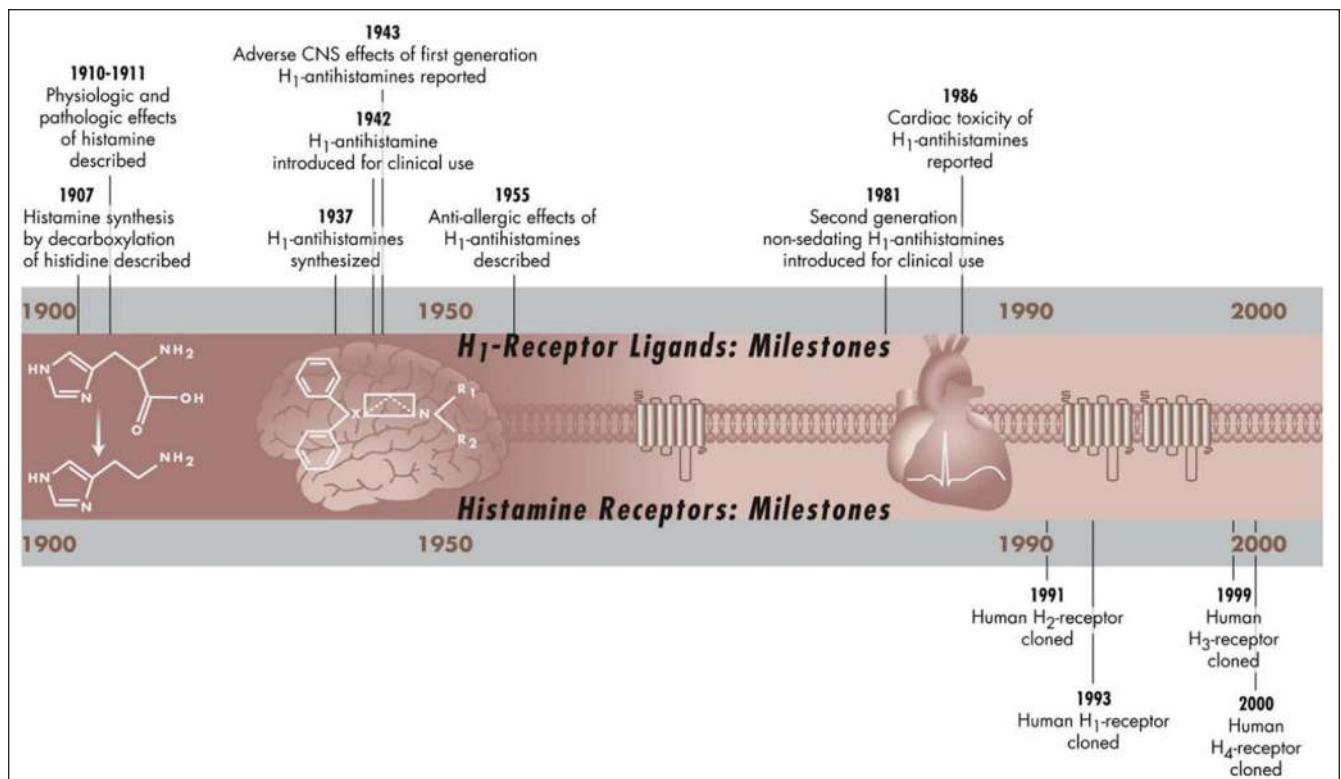 1943
Adverse CNS effects of first generation
H₁-antihistamines reported
1910-1911
Physiologic and
pathologic effects
of histamine
described
1942
H₁-antihistamine
introduced for clinical use
1986
Cardiac toxicity of
H₁-antihistamines
reported
1907
Histamine synthesis
by decarboxylation
of histidine described
1937
H₁-antihistamines
synthesized
1955
Anti-allergic effects of
H₁-antihistamines
described
1981
Second generation
non-sedating H₁-antihistamines
introduced for clinical use
1900
1950
1990
2000
H₁-Receptor Ligands: Milestones
HN
N
NH₂
OH
O
X
N
R₁
R₂
HN
N
NH₂
Histamine Receptors: Milestones
1900
1950
1990
2000
1991
Human H₂-receptor
cloned
1999
Human
H₃-receptor
cloned
1993
Human H₁-receptor
cloned
2000
Human
H₄-receptor
cloned